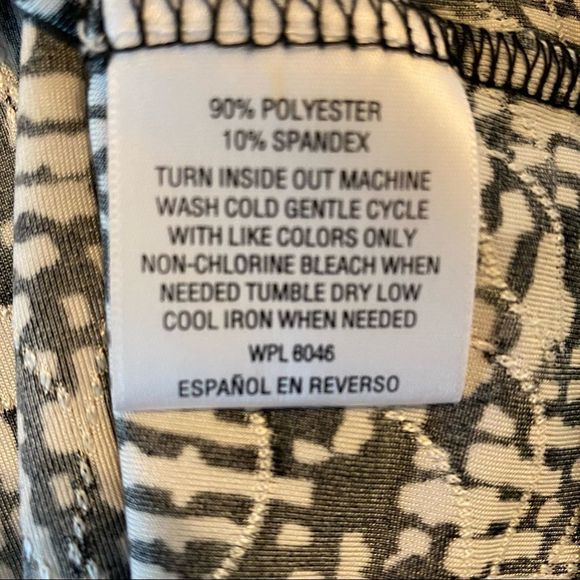 90% POLYESTER
10% SPANDEX
TURN INSIDE OUT MACHINE
WASH COLD GENTLE CYCLE
WITH LIKE COLORS ONLY
NON-CHLORINE BLEACH WHEN
NEEDED TUMBLE DRY LOW
COOL IRON WHEN NEEDED
WPL 8046
ESPAÑOL EN REVERSO